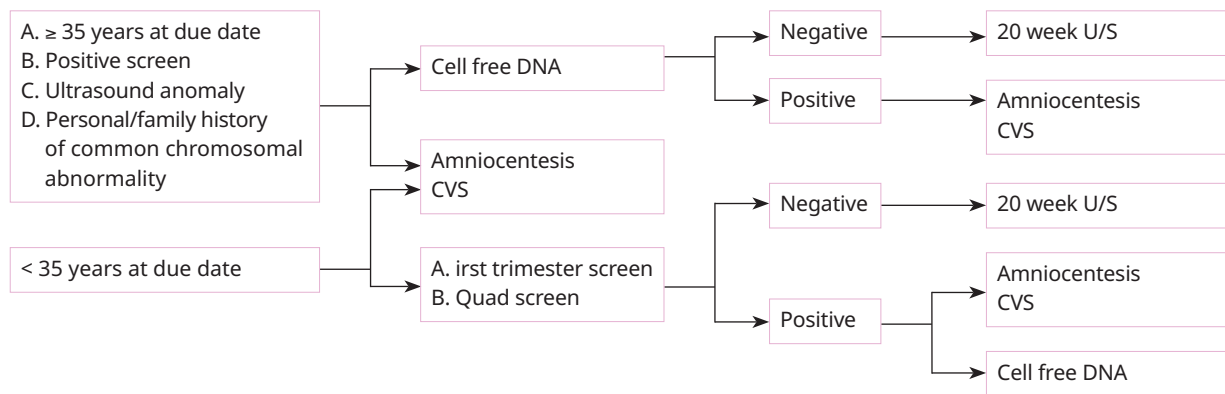 A. ≥ 35 years at due date
B. Positive screen
C. Ultrasound anomaly
D. Personal/family history
of common chromosomal
abnormality
< 35 years at due date
Cell free DNA
Amniocentesis
CVS
A. irst trimester screen
B. Quad screen
Negative
Positive
Negative
Positive
20 week U/S
Amniocentesis
CVS
20 week U/S
Amniocentesis
CVS
Cell free DNA